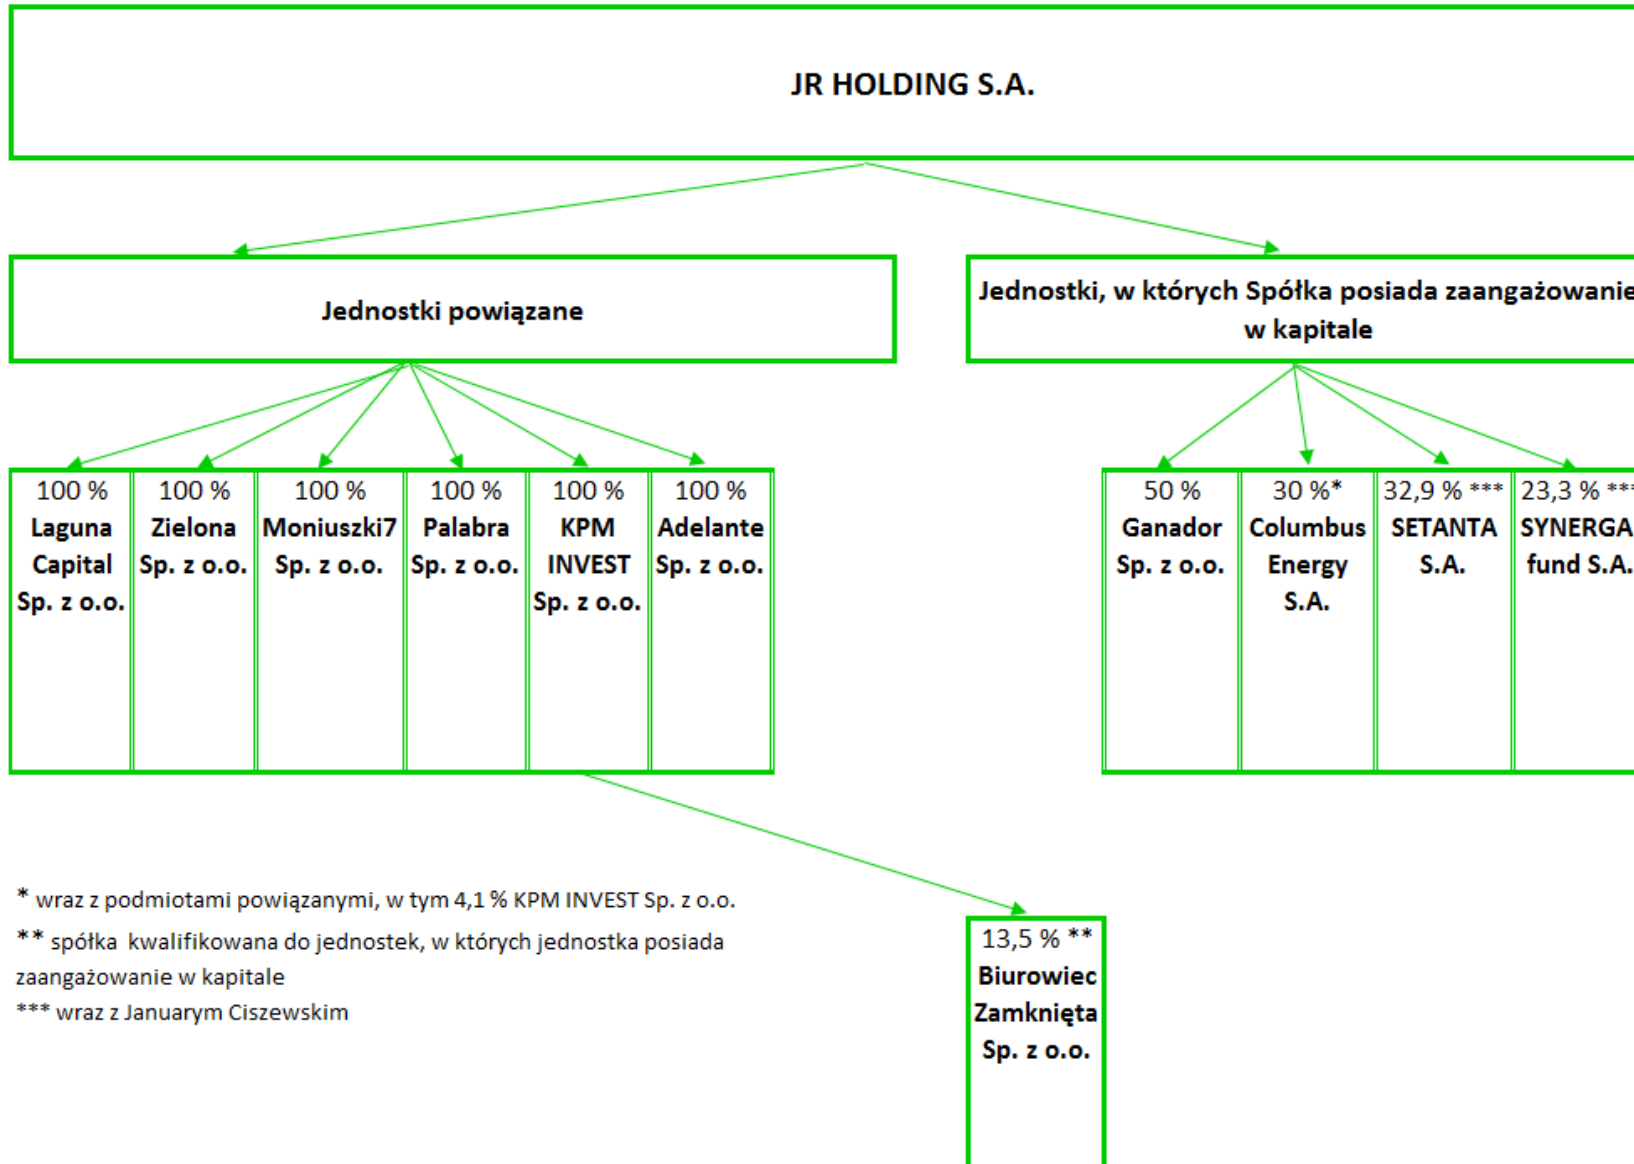 JR HOLDING S.A.
Jednostki powiązane
Jednostki, w których Spółka posiada zaangażowanie
w kapitale
100 %
Laguna
Capital
Sp. z o.o.
100 %
Zielona
Sp. z o.o.
100 %
Moniuszki7
Sp. z o.o.
100 %
Palabra
Sp. z o.o.
100 %
KPM
INVEST
Sp. z o.o.
100 %
Adelante
Sp. z o.o.
50 %
Ganador
Sp. z o.o.
30 %*
Columbus
Energy
S.A.
32,9 % ***
SETANTA
S.A.
23,3 % ***
SYNERGA.
fund S.A.
* wraz z podmiotami powiązanymi, w tym 4,1 % KPM INVEST Sp. z o.o.
** spółka kwalifikowana do jednostek, w których jednostka posiada
zaangażowanie w kapitale
*** wraz z Januarym Ciszewskim
13,5 % **
Biurowiec
Zamknięta
Sp. z o.o.